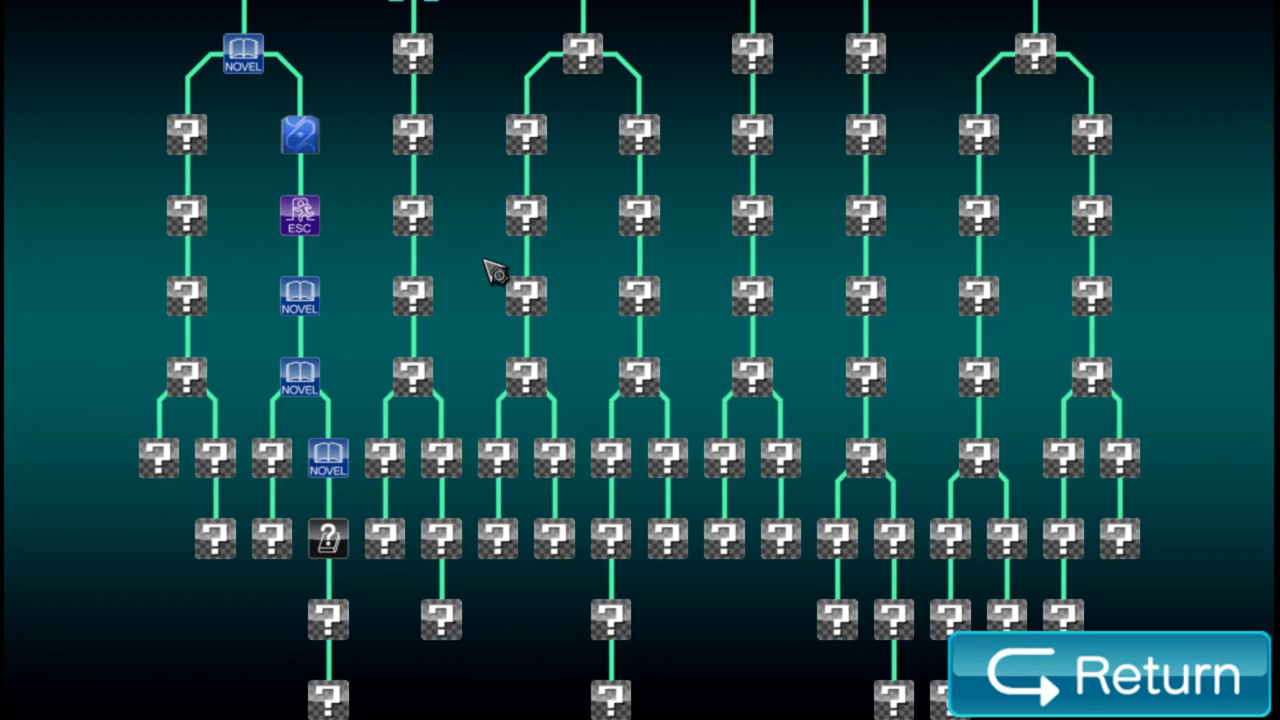 NOVEL
? ? ? ? ?
? ? ? ? ? ? ? ?
? ESC ? ? ? ? ? ? ?
? NOVEL ? ? ? ? ? ? ?
? NOVEL ? ? ? ? ? ? ?
? ? ? NOVEL ? ? ? ? ? ? ? ? ? ? ? ?
? ? ? ? ? ? ? ? ? ? ? ? ? ? ? ? ?
? ? ? ? ? ? ? ?
? ? ?
Return